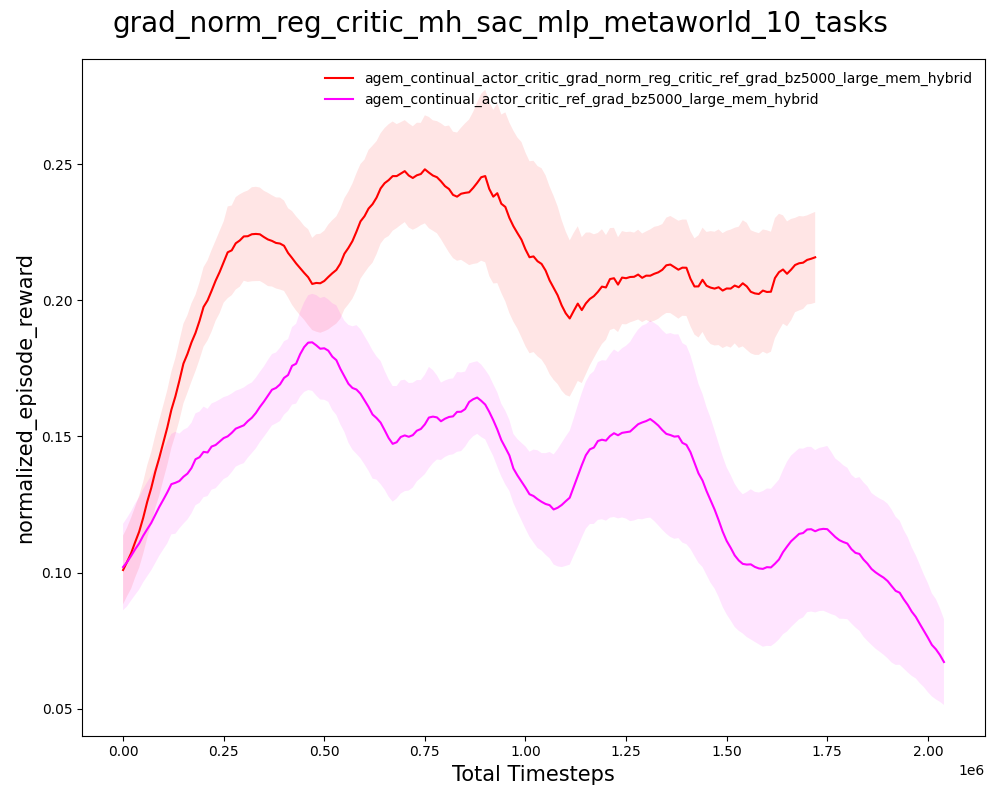 grad_norm_reg_critic_mh_sac_mlp_metaworld_10_tasks
agem_continual_actor_critic_grad_norm_reg_critic_ref_grad_bz5000_large_mem_hybrid
agem_continual_actor_critic_ref_grad_bz5000_large_mem_hybrid
normalized_episode_reward
0.25
0.20
0.15
0.10
0.05
0.00 0.25 0.50 0.75 1.00 1.25 1.50 1.75 2.00
1e6
Total Timesteps